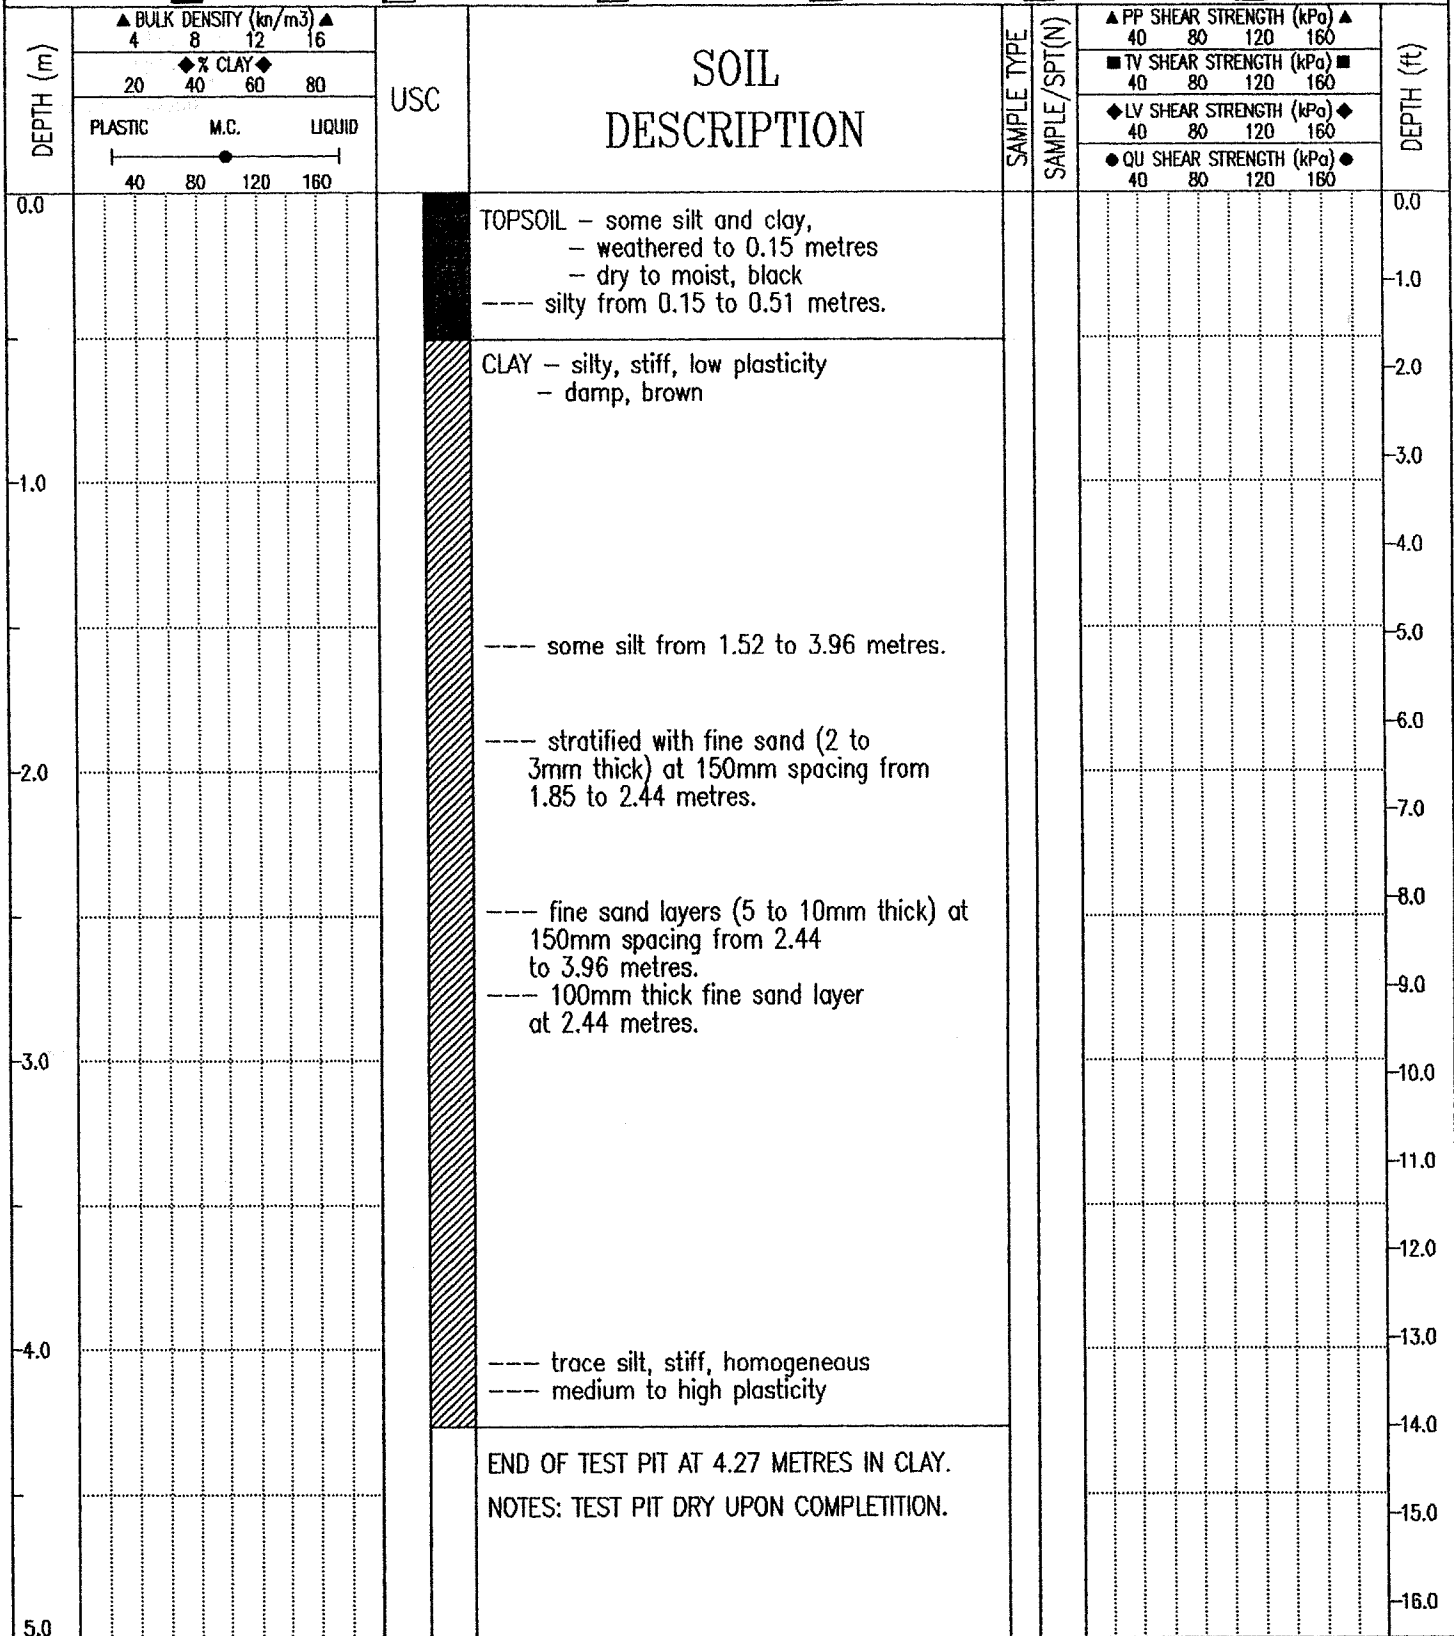 DEPTH (m)
▲ BULK DENSITY (kn/m3) ▲
4 8 12 16
◆ % CLAY ◆
20 40 60 80
PLASTIC M.C. LIQUID
40 80 120 160
USC
SOIL
DESCRIPTION
SAMPLE TYPE
SAMPLE/SPT(N)
▲ PP SHEAR STRENGTH (kPa) ▲
40 80 120 160
■ TV SHEAR STRENGTH (kPa) ■
40 80 120 160
◆ LV SHEAR STRENGTH (kPa) ◆
40 80 120 160
● QU SHEAR STRENGTH (kPa) ●
40 80 120 160
DEPTH (ft)
0.0
1.0
2.0
3.0
4.0
5.0
TOPSOIL – some silt and clay,
– weathered to 0.15 metres
– dry to moist, black
––– silty from 0.15 to 0.51 metres.
CLAY – silty, stiff, low plasticity
– damp, brown
––– some silt from 1.52 to 3.96 metres.
––– stratified with fine sand (2 to
3mm thick) at 150mm spacing from
1.85 to 2.44 metres.
––– fine sand layers (5 to 10mm thick) at
150mm spacing from 2.44
to 3.96 metres.
––– 100mm thick fine sand layer
at 2.44 metres.
––– trace silt, stiff, homogeneous
––– medium to high plasticity
END OF TEST PIT AT 4.27 METRES IN CLAY.
NOTES: TEST PIT DRY UPON COMPLETITION.
0.0
1.0
2.0
3.0
4.0
5.0
6.0
7.0
8.0
9.0
10.0
11.0
12.0
13.0
14.0
15.0
16.0